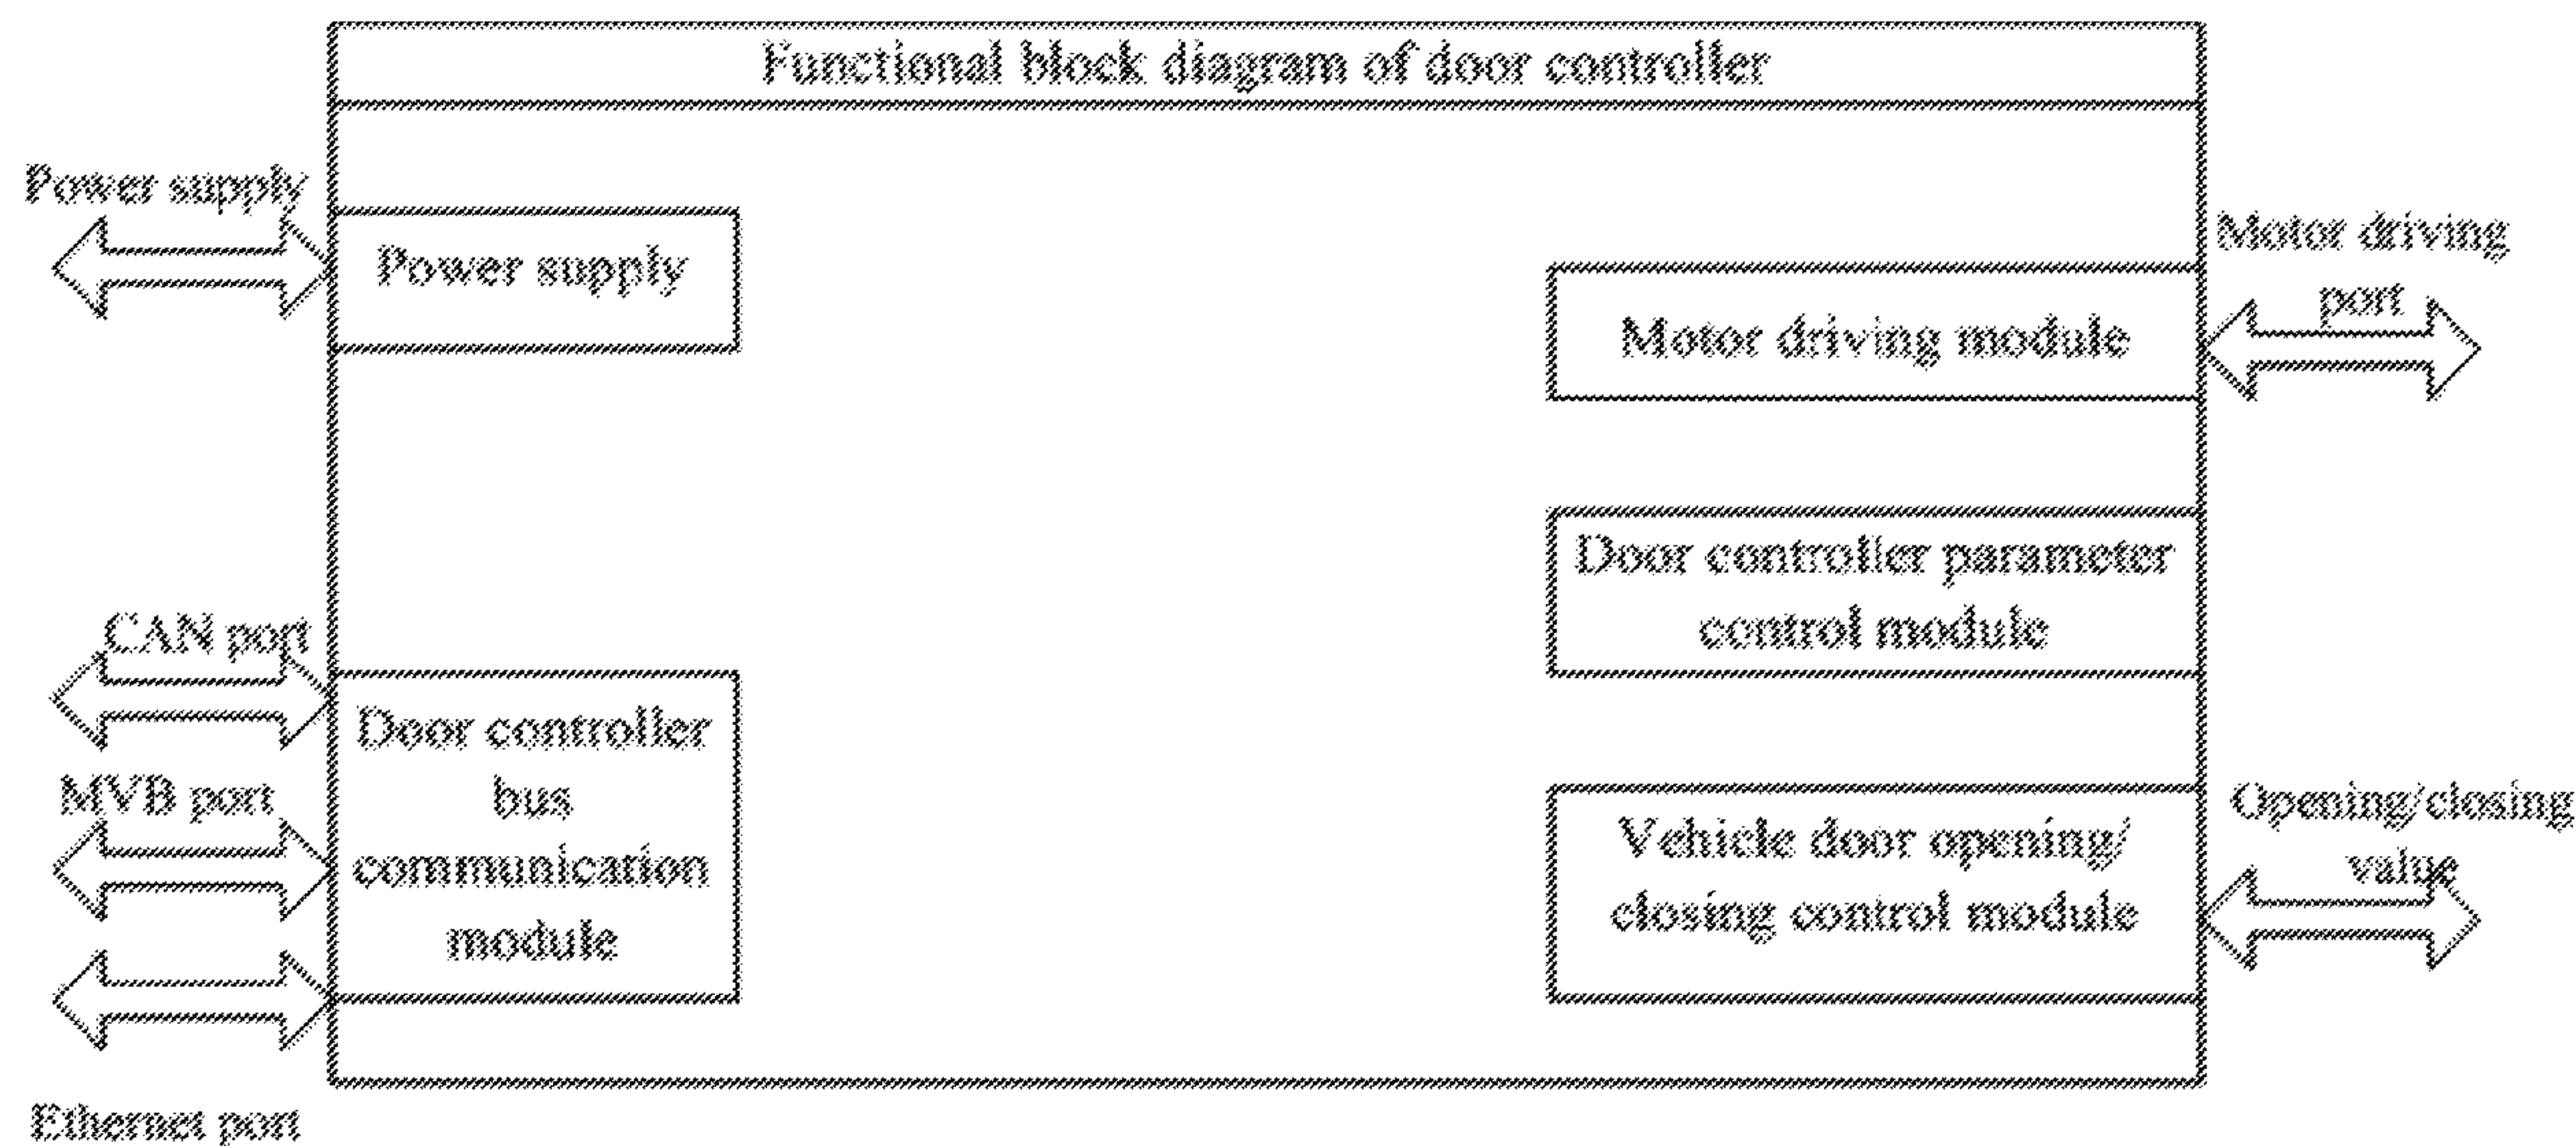 Functional block diagram of door controller
Power supply
Power supply
Motor driving
port
Motor driving module
Door controller parameter
control module
CAN port
MVB port
Door controller
bus
communication
module
Vehicle door opening/
closing control module
Opening/closing
value
Ethernet port